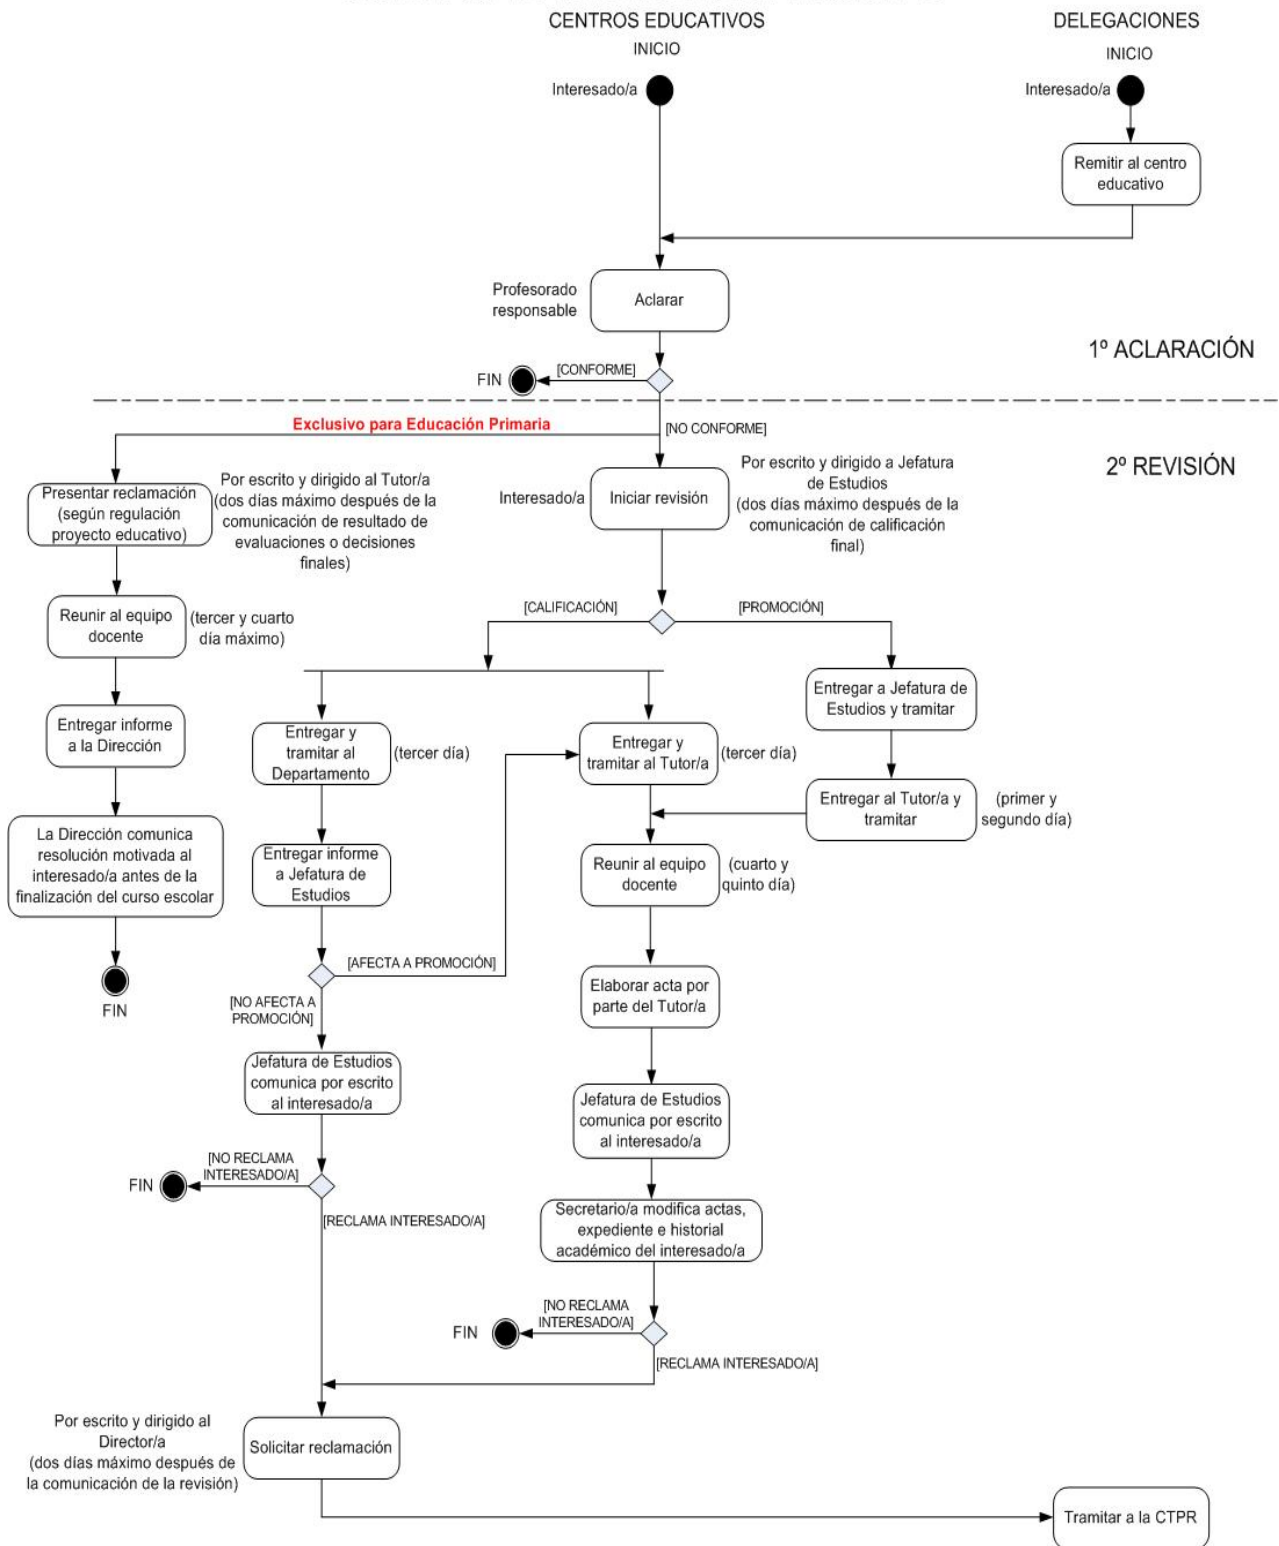 CENTROS EDUCATIVOS
DELEGACIONES
INICIO
INICIO
Interesado/a
Interesado/a
Remitir al centro
educativo
Profesorado
responsable
Aclarar
1º ACLARACIÓN
[CONFORME]
FIN
Exclusivo para Educación Primaria
[NO CONFORME]
2º REVISIÓN
Presentar reclamación
(según regulación
proyecto educativo)
Por escrito y dirigido al Tutor/a
(dos días máximo después de la
comunicación de resultado de
evaluaciones o decisiones
finales)
Interesado/a
Iniciar revisión
Por escrito y dirigido a Jefatura
de Estudios
(dos días máximo después de la
comunicación de calificación
final)
Reunir al equipo
docente
(tercer y cuarto
día máximo)
[CALIFICACIÓN]
[PROMOCIÓN]
Entregar informe
a la Dirección
Entregar y
tramitar al
Departamento
(tercer día)
Entregar y
tramitar al Tutor/a
(tercer día)
Entregar a Jefatura de
Estudios y tramitar
La Dirección comunica
resolución motivada al
interesado/a antes de la
finalización del curso escolar
Entregar al Tutor/a y
tramitar
(primer y
segundo día)
Entregar informe
a Jefatura de
Estudios
Reunir al equipo
docente
(cuarto y
quinto día)
FIN
[AFECTA A PROMOCIÓN]
[NO AFECTA A
PROMOCIÓN]
Elaborar acta por
parte del Tutor/a
Jefatura de Estudios
comunica por escrito
al interesado/a
Jefatura de Estudios
comunica por escrito
al interesado/a
[NO RECLAMA
INTERESADO/A]
FIN
[RECLAMA INTERESADO/A]
Secretario/a modifica actas,
expediente e historial
académico del interesado/a
[NO RECLAMA
INTERESADO/A]
FIN
[RECLAMA INTERESADO/A]
Por escrito y dirigido al
Director/a
(dos días máximo después de
la comunicación de la revisión)
Solicitar reclamación
Tramitar a la CTPR